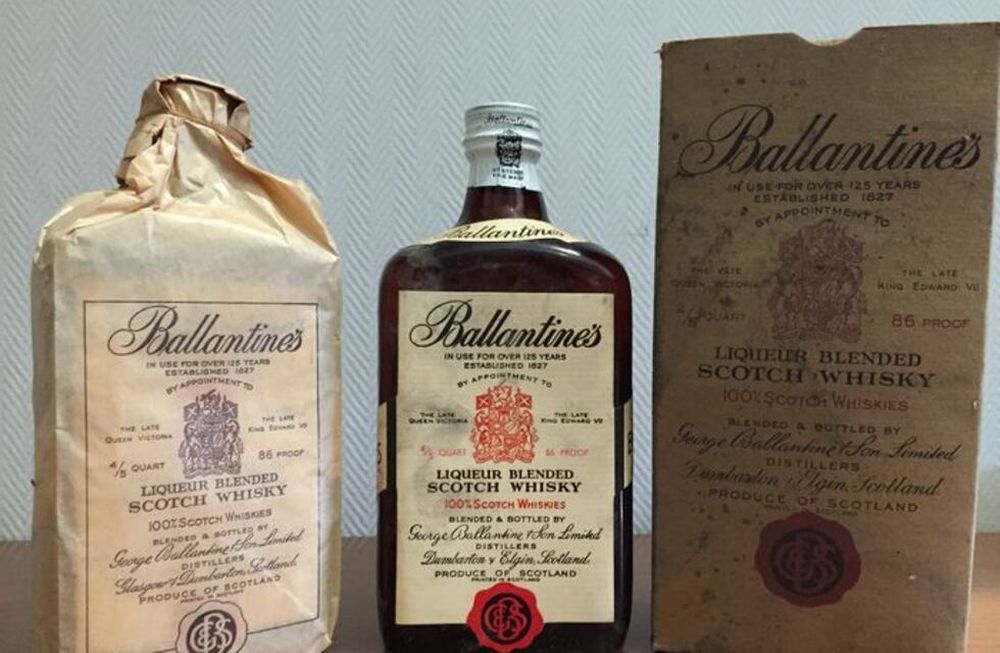 Ballantine's
IN USE FOR OVER 125 YEARS
ESTABLISHED 1827
BY APPOINTMENT TO
THE LATE
QUEEN VICTORIA
THE LATE
KING EDWARD VII
4/5 QUART
86 PROOF
LIQUEUR BLENDED
SCOTCH WHISKY
100% SCOTCH WHISKIES
BLENDED & BOTTLED BY
George Ballantine & Son Limited
DISTILLERS
Glasgow & Dumbarton, Scotland.
PRODUCE OF SCOTLAND
PRINTED IN SCOTLAND
GBS
Ballantine's
Ballantine's
Ballantine's
IN USE FOR OVER 125 YEARS
ESTABLISHED 1827
BY APPOINTMENT TO
THE LATE
QUEEN VICTORIA
THE LATE
KING EDWARD VII
4/5 QUART
86 PROOF
LIQUEUR BLENDED
SCOTCH WHISKY
100% SCOTCH WHISKIES
BLENDED & BOTTLED BY
George Ballantine & Son Limited
DISTILLERS
Dumbarton & Elgin, Scotland.
PRODUCE OF SCOTLAND
PRINTED IN SCOTLAND
GBS
Ballantine's
IN USE FOR OVER 125 YEARS
ESTABLISHED 1827
BY APPOINTMENT TO
THE LATE
QUEEN VICTORIA
THE LATE
KING EDWARD VII
4/5 QUART
86 PROOF
LIQUEUR BLENDED
SCOTCH WHISKY
100% SCOTCH WHISKIES
BLENDED & BOTTLED BY
George Ballantine & Son Limited
DISTILLERS
Dumbarton & Elgin, Scotland
PRODUCE OF SCOTLAND
GBS